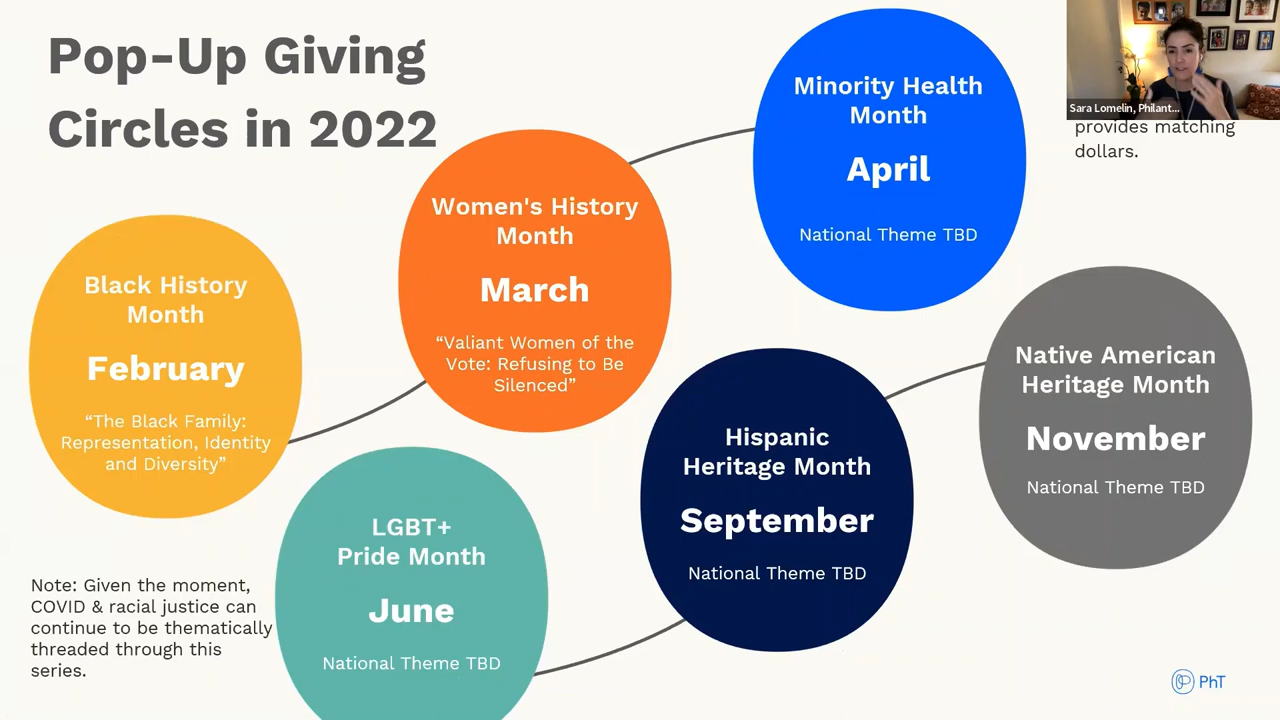 Pop-Up Giving
Circles in 2022
Black History
Month
February
“The Black Family:
Representation, Identity
and Diversity”
Women's History
Month
March
“Valiant Women of the
Vote: Refusing to Be
Silenced”
Minority Health
Month
April
National Theme TBD
LGBT+
Pride Month
June
National Theme TBD
Hispanic
Heritage Month
September
National Theme TBD
Native American
Heritage Month
November
National Theme TBD
Sara Lomelin, Philant...
provides matching
dollars.
Note: Given the moment,
COVID & racial justice can
continue to be thematically
threaded through this
series.
PhT